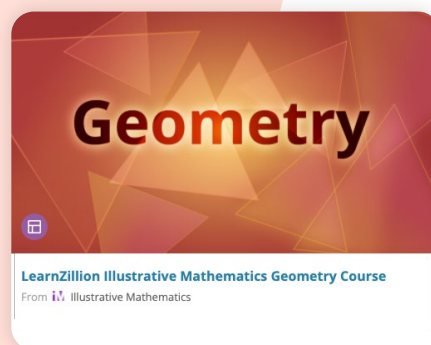 Geometry
LearnZillion Illustrative Mathematics Geometry Course
From Illustrative Mathematics